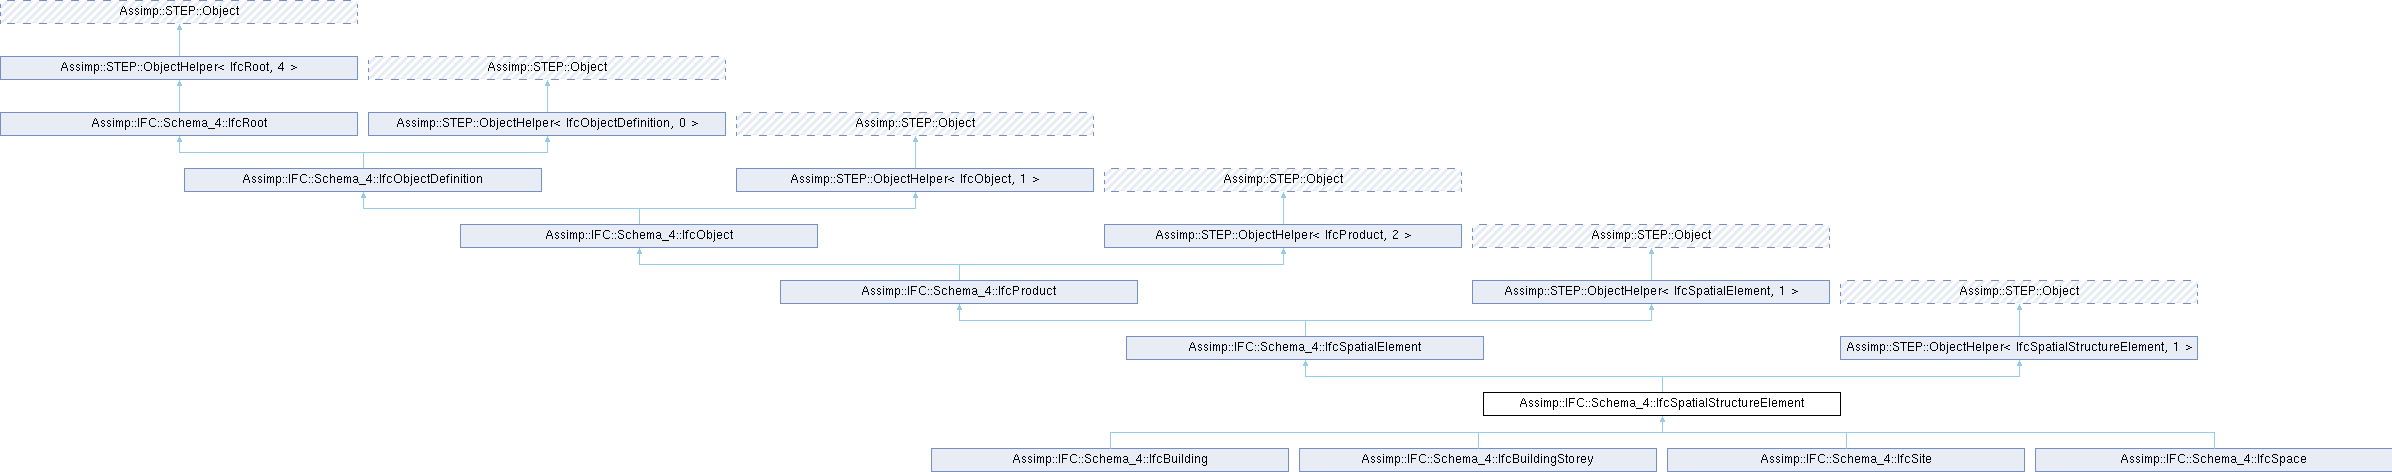 Assimp::STEP::Object
Assimp::STEP::ObjectHelper< IfcRoot, 4 >
Assimp::STEP::Object
Assimp::IFC::Schema_4::IfcRoot
Assimp::STEP::ObjectHelper< IfcObjectDefinition, 0 >
Assimp::STEP::Object
Assimp::IFC::Schema_4::IfcObjectDefinition
Assimp::STEP::ObjectHelper< IfcObject, 1 >
Assimp::STEP::Object
Assimp::IFC::Schema_4::IfcObject
Assimp::STEP::ObjectHelper< IfcProduct, 2 >
Assimp::STEP::Object
Assimp::IFC::Schema_4::IfcProduct
Assimp::STEP::ObjectHelper< IfcSpatialElement, 1 >
Assimp::STEP::Object
Assimp::IFC::Schema_4::IfcSpatialElement
Assimp::STEP::ObjectHelper< IfcSpatialStructureElement, 1 >
Assimp::IFC::Schema_4::IfcSpatialStructureElement
Assimp::IFC::Schema_4::IfcBuilding
Assimp::IFC::Schema_4::IfcBuildingStorey
Assimp::IFC::Schema_4::IfcSite
Assimp::IFC::Schema_4::IfcSpace